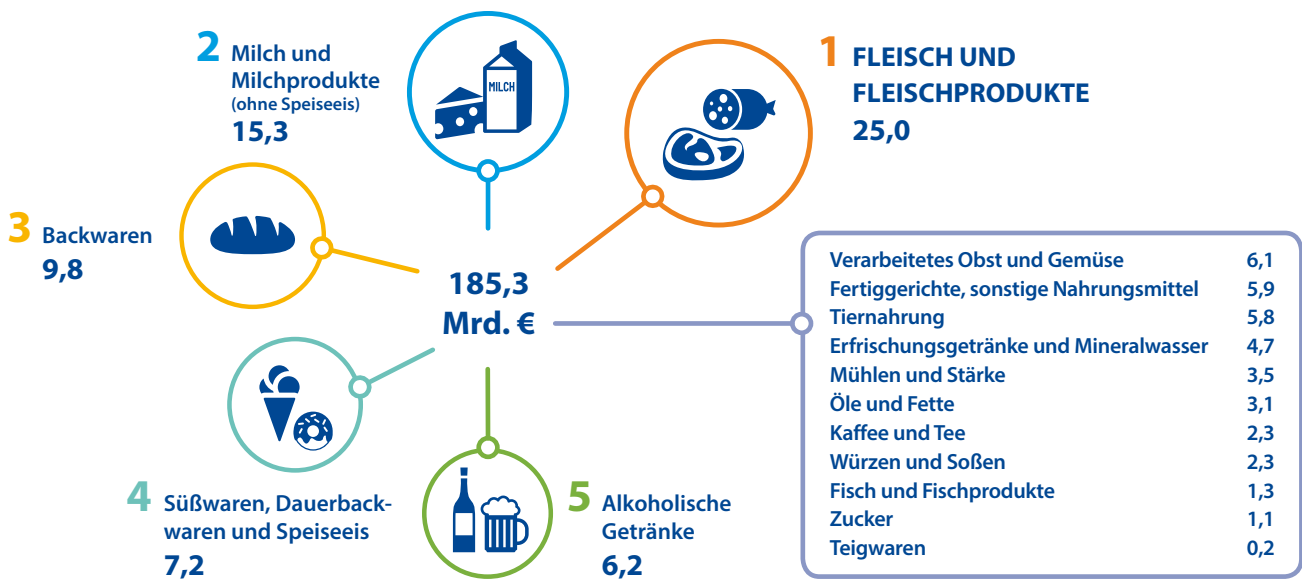 1 FLEISCH UND
FLEISCHPRODUKTE
25,0
2 Milch und
Milchprodukte
(ohne Speiseeis)
15,3
MILCH
3 Backwaren
9,8
185,3
Mrd. €
4 Süßwaren, Dauerback-
waren und Speiseeis
7,2
5 Alkoholische
Getränke
6,2
Verarbeitetes Obst und Gemüse 6,1
Fertiggerichte, sonstige Nahrungsmittel 5,9
Tiernahrung 5,8
Erfrischungsgetränke und Mineralwasser 4,7
Mühlen und Stärke 3,5
Öle und Fette 3,1
Kaffee und Tee 2,3
Würzen und Soßen 2,3
Fisch und Fischprodukte 1,3
Zucker 1,1
Teigwaren 0,2